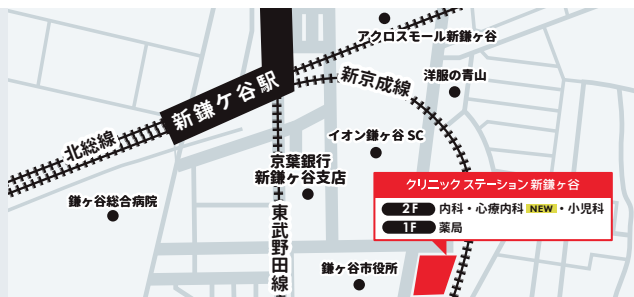 アクロスモール新鎌ヶ谷
新鎌ケ谷駅
新京成線
洋服の青山
北総線
イオン鎌ヶ谷 SC
京葉銀行
新鎌ヶ谷支店
クリニックステーション新鎌ヶ谷
2F 内科・心療内科 NEW・小児科
1F 薬局
鎌ヶ谷総合病院
東武野田線
鎌ヶ谷市役所